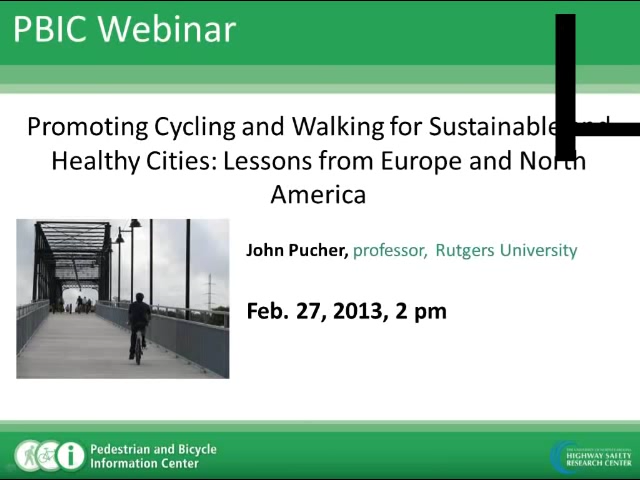 PBIC Webinar
Promoting Cycling and Walking for Sustainable and
Healthy Cities: Lessons from Europe and North
America
John Pucher, professor, Rutgers University
Feb. 27, 2013, 2 pm
i
Pedestrian and Bicycle
Information Center
HIGHWAY SAFETY
RESEARCH CENTER